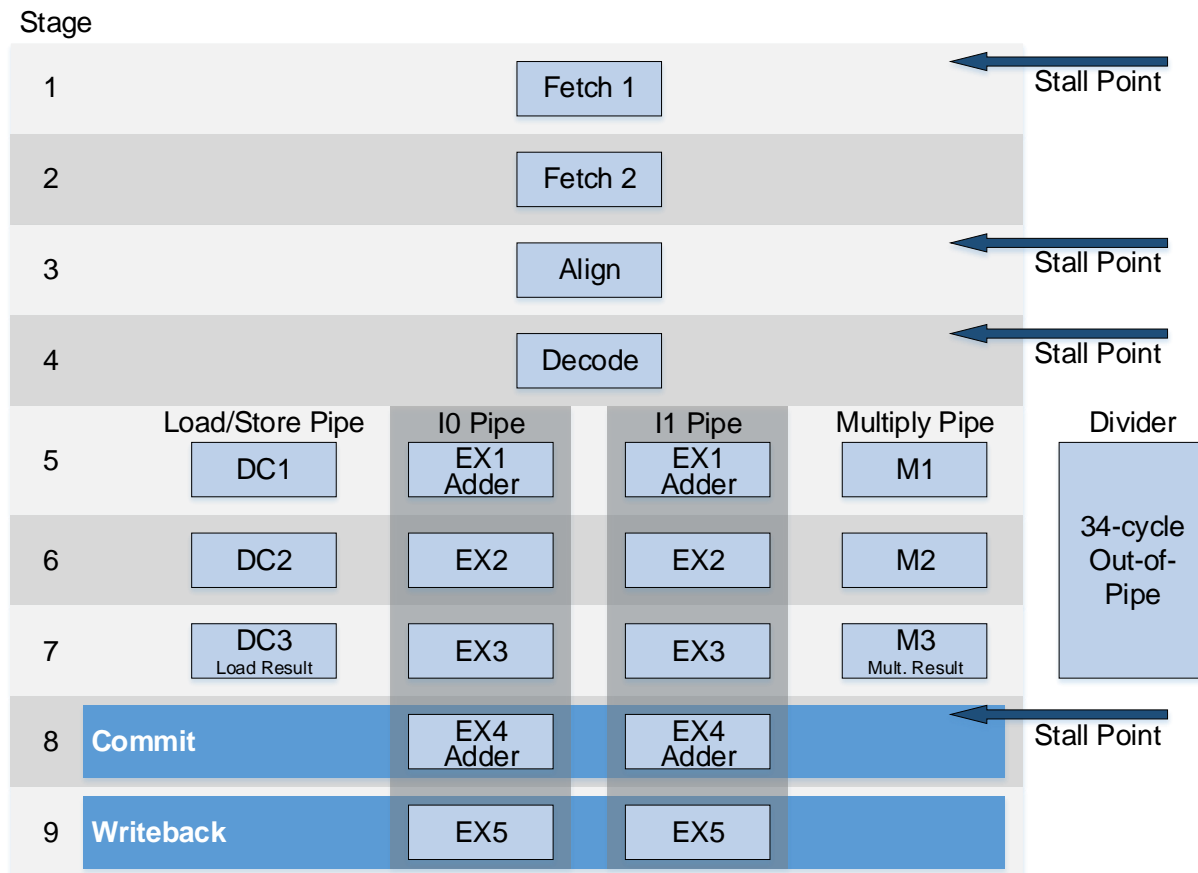 Stage
1
Fetch 1
Stall Point
2
Fetch 2
3
Align
Stall Point
4
Decode
Stall Point
Load/Store Pipe
I0 Pipe
I1 Pipe
Multiply Pipe
Divider
5
DC1
EX1
Adder
EX1
Adder
M1
34-cycle
Out-of-
Pipe
6
DC2
EX2
EX2
M2
7
DC3
Load Result
EX3
EX3
M3
Mult. Result
8
Commit
EX4
Adder
EX4
Adder
Stall Point
9
Writeback
EX5
EX5